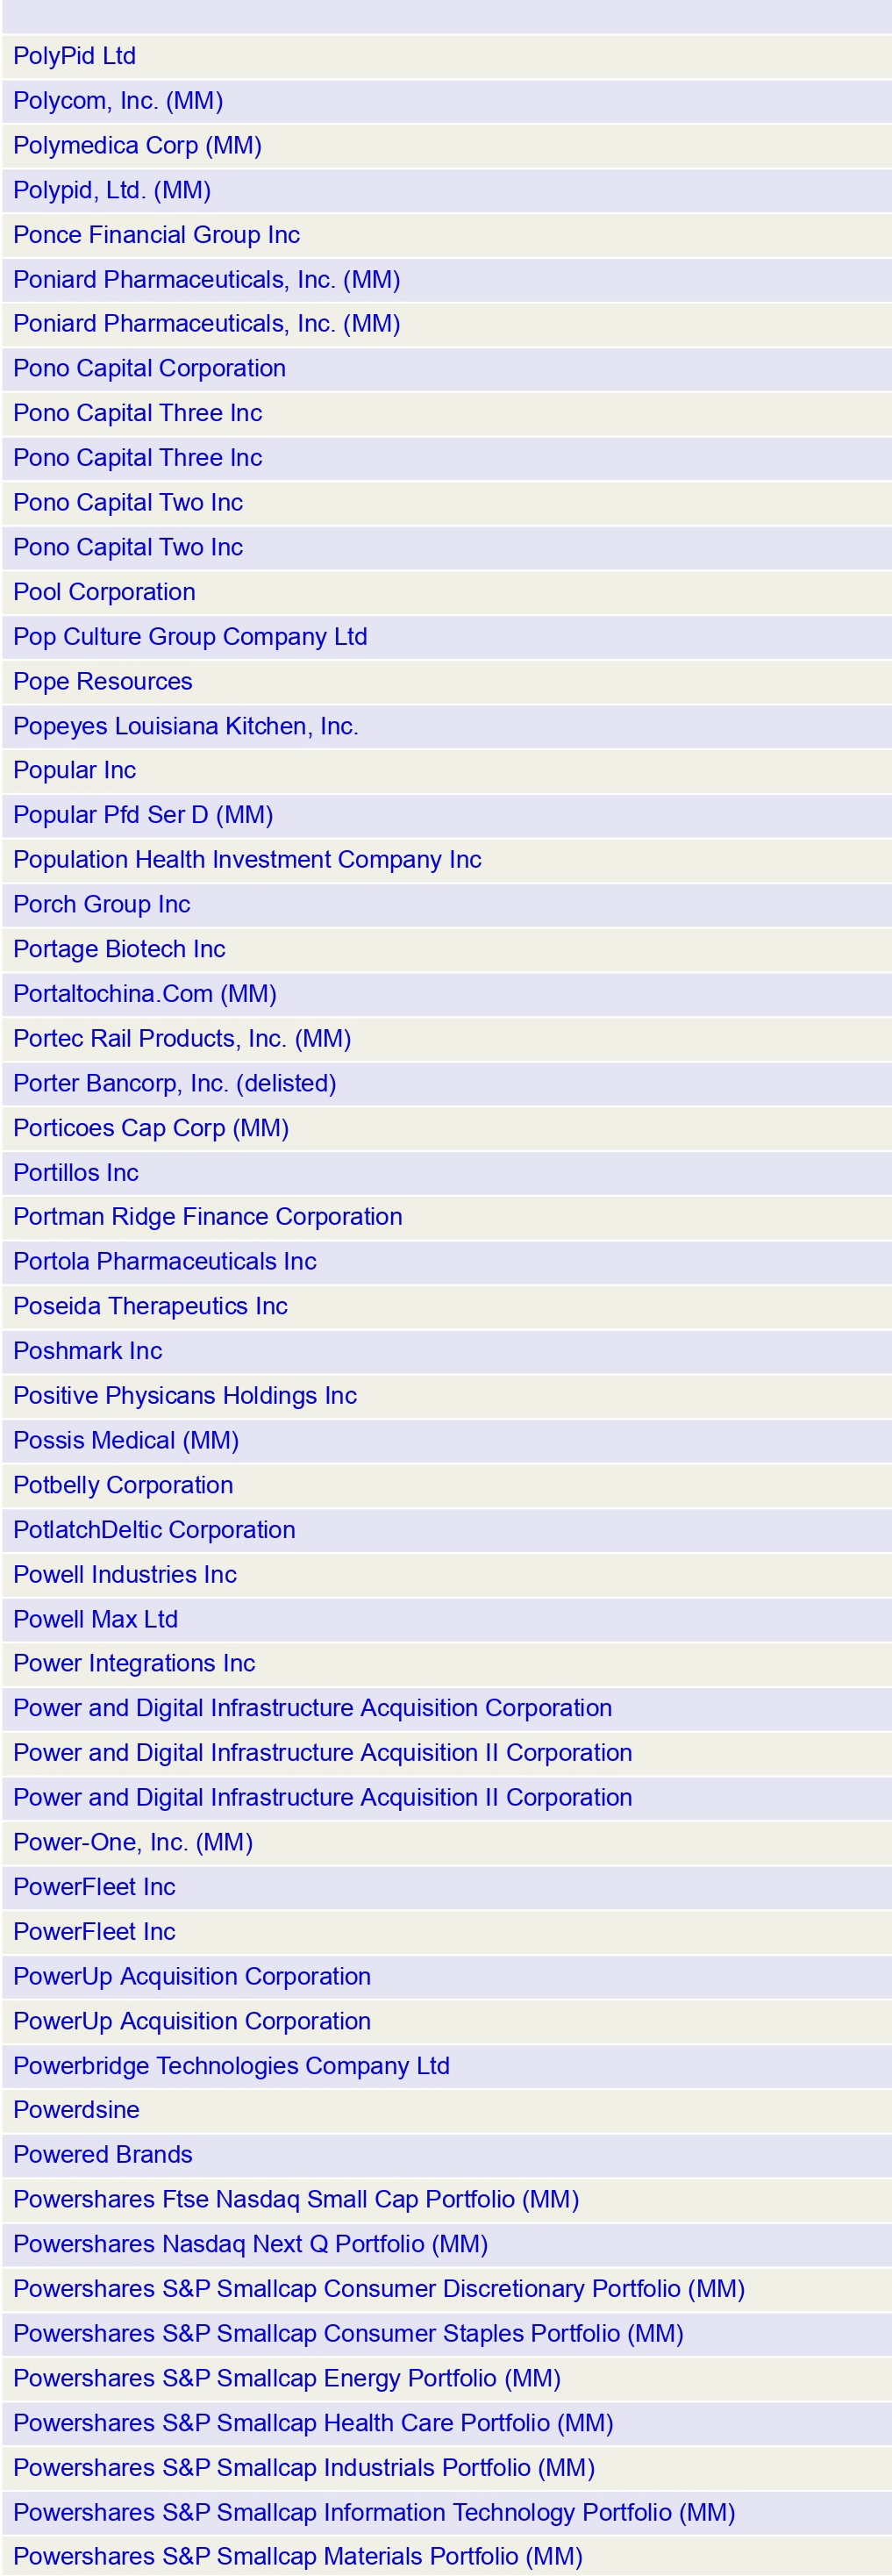 PolyPid Ltd
Polycom, Inc. (MM)
Polymedica Corp (MM)
Polypid, Ltd. (MM)
Ponce Financial Group Inc
Poniard Pharmaceuticals, Inc. (MM)
Poniard Pharmaceuticals, Inc. (MM)
Pono Capital Corporation
Pono Capital Three Inc
Pono Capital Three Inc
Pono Capital Two Inc
Pono Capital Two Inc
Pool Corporation
Pop Culture Group Company Ltd
Pope Resources
Popeyes Louisiana Kitchen, Inc.
Popular Inc
Popular Pfd Ser D (MM)
Population Health Investment Company Inc
Porch Group Inc
Portage Biotech Inc
Portaltochina.Com (MM)
Portec Rail Products, Inc. (MM)
Porter Bancorp, Inc. (delisted)
Porticoes Cap Corp (MM)
Portillos Inc
Portman Ridge Finance Corporation
Portola Pharmaceuticals Inc
Poseida Therapeutics Inc
Poshmark Inc
Positive Physicans Holdings Inc
Possis Medical (MM)
Potbelly Corporation
PotlatchDeltic Corporation
Powell Industries Inc
Powell Max Ltd
Power Integrations Inc
Power and Digital Infrastructure Acquisition Corporation
Power and Digital Infrastructure Acquisition II Corporation
Power and Digital Infrastructure Acquisition II Corporation
Power-One, Inc. (MM)
PowerFleet Inc
PowerFleet Inc
PowerUp Acquisition Corporation
PowerUp Acquisition Corporation
Powerbridge Technologies Company Ltd
Powerdsine
Powered Brands
Powershares Ftse Nasdaq Small Cap Portfolio (MM)
Powershares Nasdaq Next Q Portfolio (MM)
Powershares S&P Smallcap Consumer Discretionary Portfolio (MM)
Powershares S&P Smallcap Consumer Staples Portfolio (MM)
Powershares S&P Smallcap Energy Portfolio (MM)
Powershares S&P Smallcap Health Care Portfolio (MM)
Powershares S&P Smallcap Industrials Portfolio (MM)
Powershares S&P Smallcap Information Technology Portfolio (MM)
Powershares S&P Smallcap Materials Portfolio (MM)